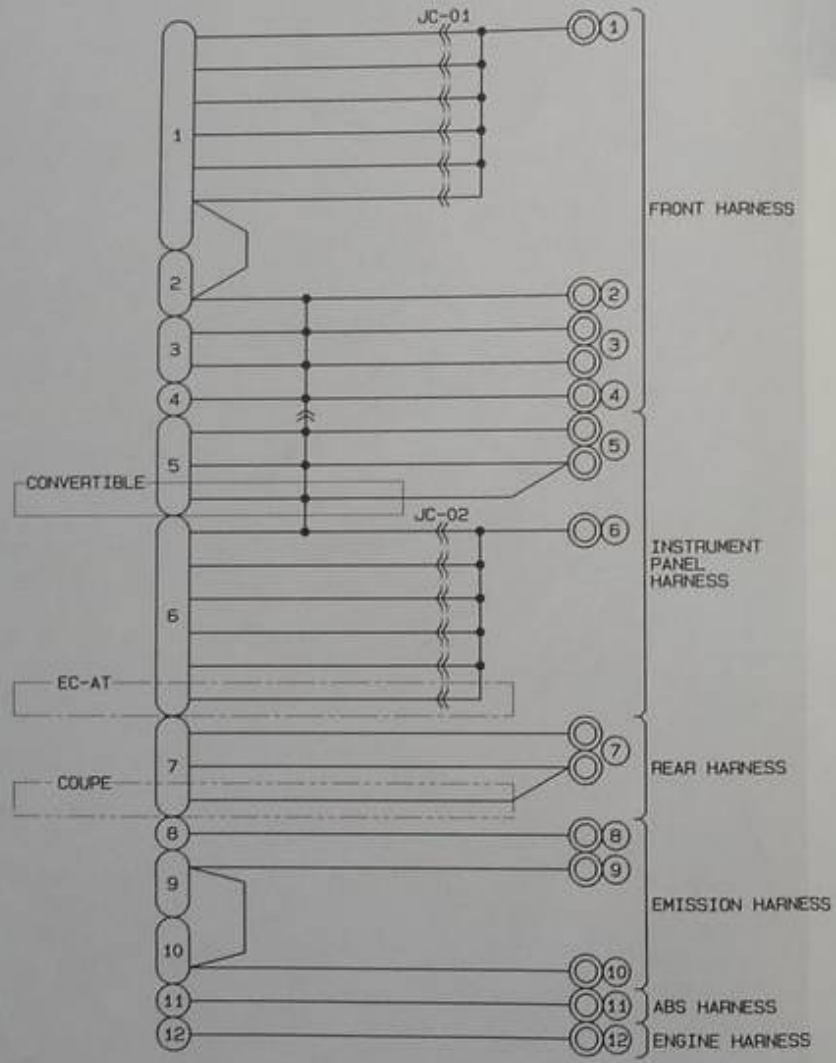 JC-01
1
1
FRONT HARNESS
2
2
3
3
4
4
5
5
CONVERTIBLE
JC-02
6
INSTRUMENT
PANEL
HARNESS
6
EC-AT
7
7
REAR HARNESS
COUPE
8
8
9
9
EMISSION HARNESS
10
10
11
11
ABS HARNESS
12
12
ENGINE HARNESS